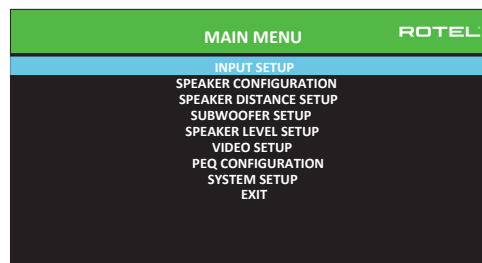 MAIN MENU
ROTEL
INPUT SETUP
SPEAKER CONFIGURATION
SPEAKER DISTANCE SETUP
SUBWOOFER SETUP
SPEAKER LEVEL SETUP
VIDEO SETUP
PEQ CONFIGURATION
SYSTEM SETUP
EXIT